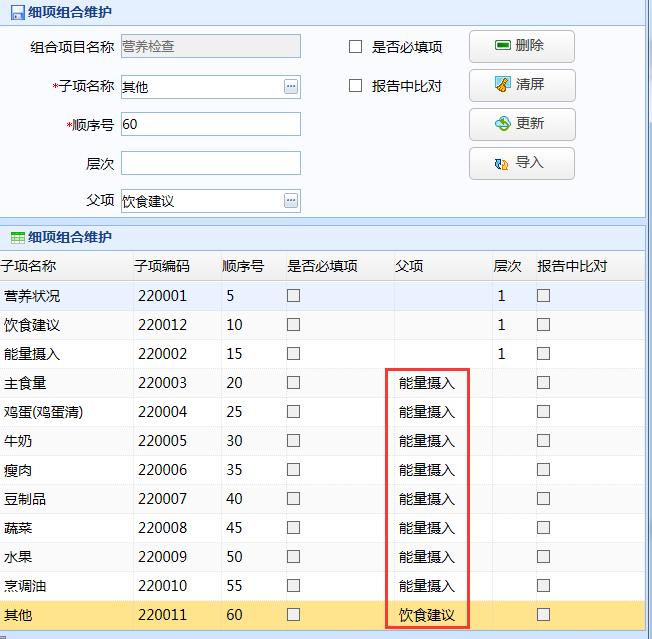 细项组合维护
组合项目名称 营养检查 是否必填项 删除
*子项名称 其他 报告中比对 清屏
*顺序号 60 更新
层次 导入
父项 饮食建议
细项组合维护
子项名称 子项编码 顺序号 是否必填项 父项 层次 报告中比对
营养状况 220001 5 1
饮食建议 220012 10 1
能量摄入 220002 15 1
主食量 220003 20 能量摄入
鸡蛋(鸡蛋清) 220004 25 能量摄入
牛奶 220005 30 能量摄入
瘦肉 220006 35 能量摄入
豆制品 220007 40 能量摄入
蔬菜 220008 45 能量摄入
水果 220009 50 能量摄入
烹调油 220010 55 能量摄入
其他 220011 60 饮食建议